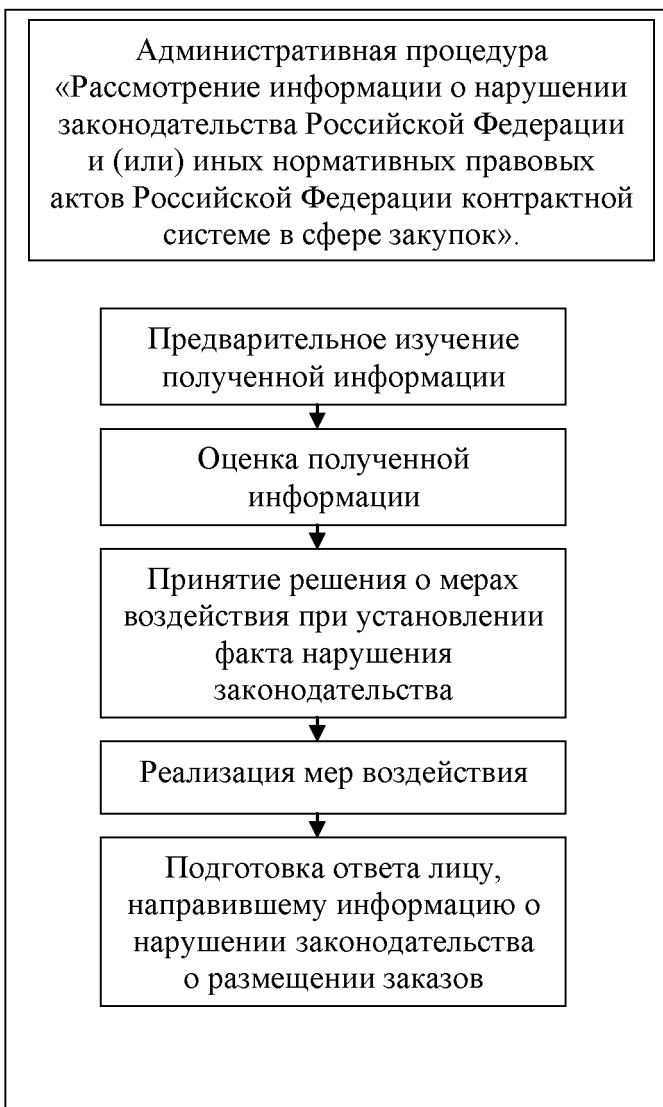 Административная процедура
«Рассмотрение информации о нарушении
законодательства Российской Федерации
и (или) иных нормативных правовых
актов Российской Федерации контрактной
системе в сфере закупок».
Предварительное изучение
полученной информации
Оценка полученной
информации
Принятие решения о мерах
воздействия при установлении
факта нарушения
законодательства
Реализация мер воздействия
Подготовка ответа лицу,
направившему информацию о
нарушении законодательства
о размещении заказов